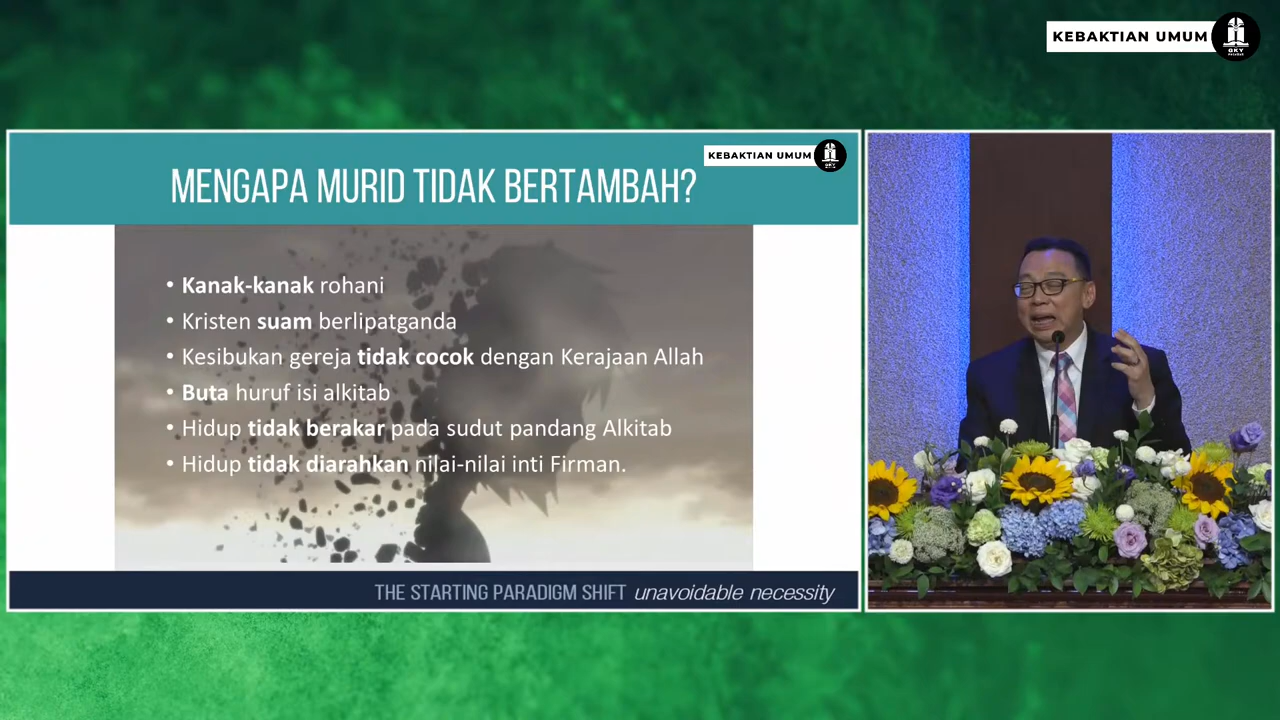 KEBAKTIAN UMUM
GKY
KEBAKTIAN UMUM
GKY
MENGAPA MURID TIDAK BERTAMBAH?
• Kanak-kanak rohani
• Kristen suam berlipatganda
• Kesibukan gereja tidak cocok dengan Kerajaan Allah
• Buta huruf isi alkitab
• Hidup tidak berakar pada sudut pandang Alkitab
• Hidup tidak diarahkan nilai-nilai inti Firman.
THE STARTING PARADIGM SHIFT unavoidable necessity